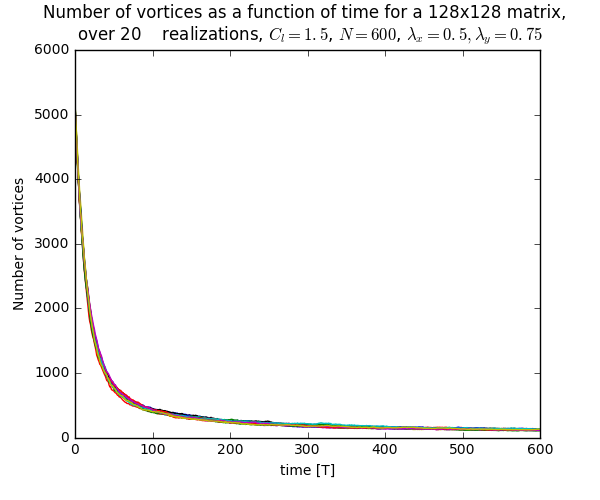 Number of vortices as a function of time for a 128x128 matrix,
over 20    realizations, $C_l = 1.5$, $N = 600$, $\lambda_x = 0.5, \lambda_y = 0.75$
6000
5000
4000
3000
2000
1000
0
Number of vortices
0 100 200 300 400 500 600
time [T]